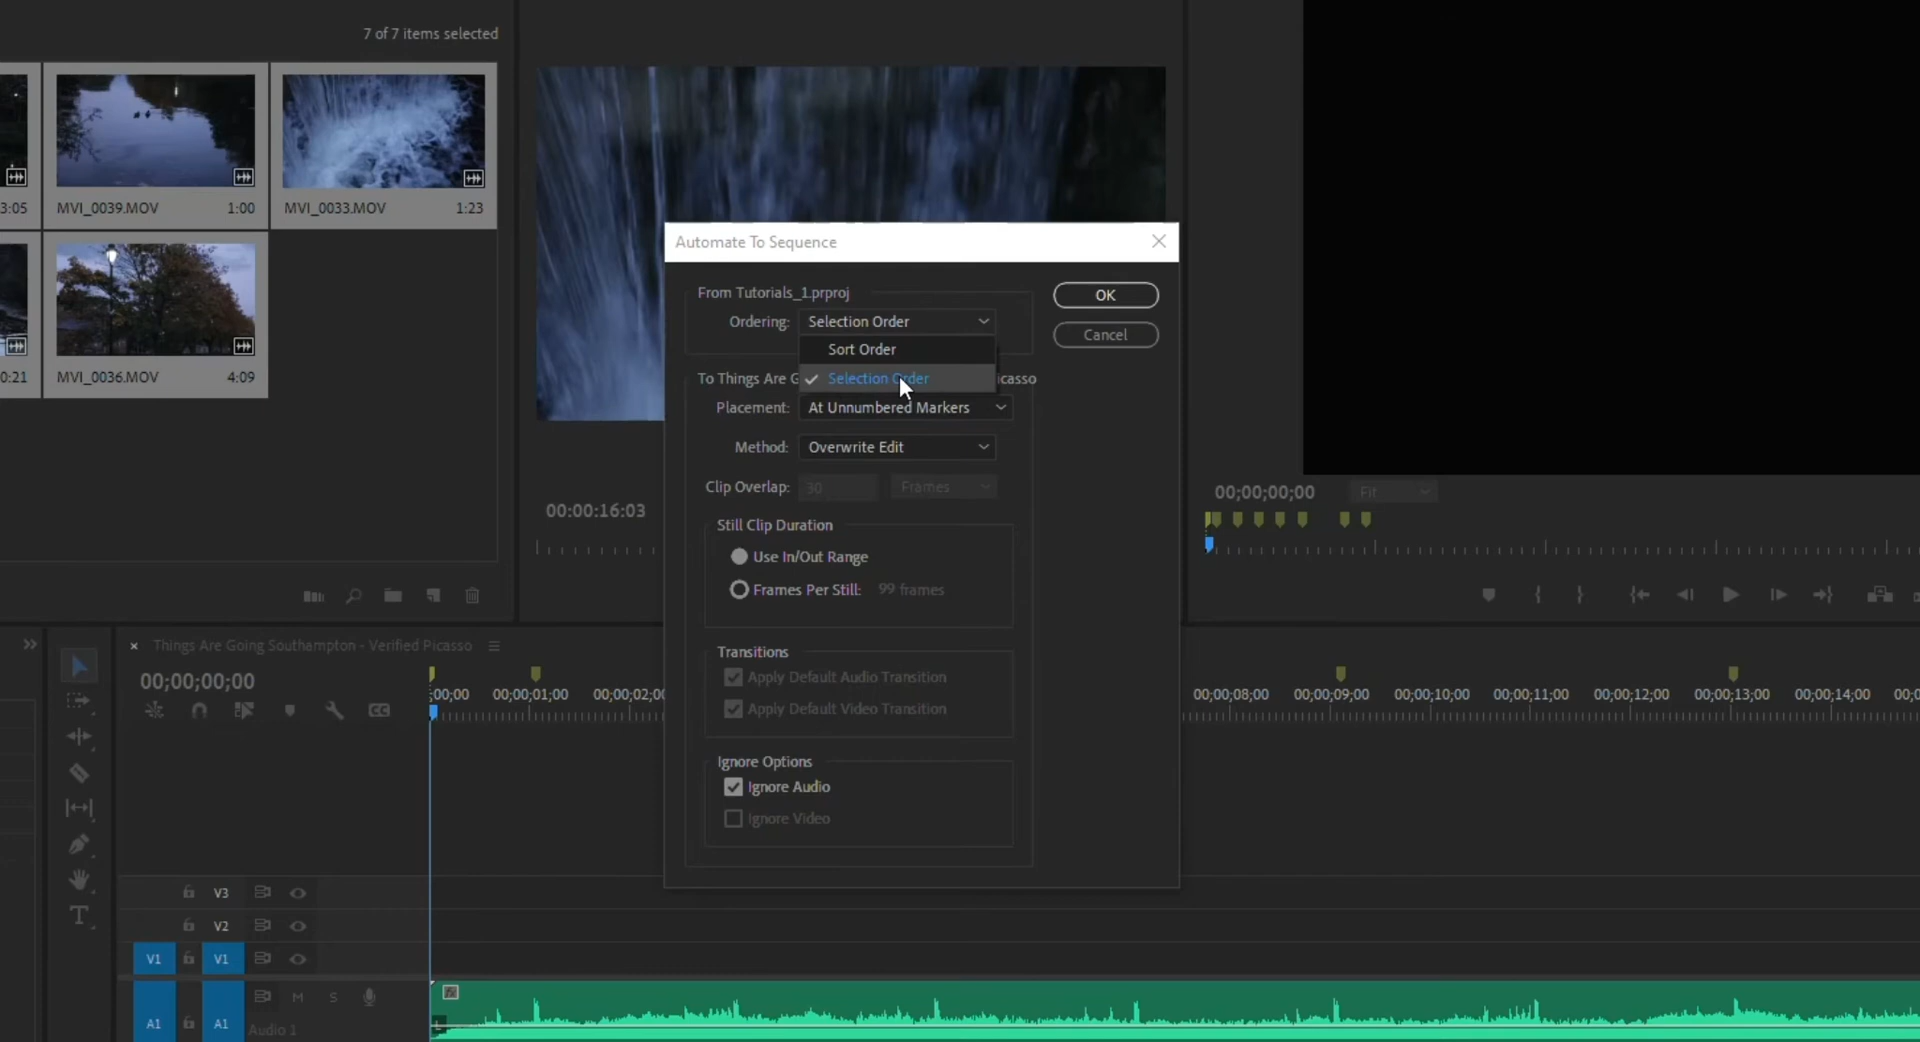 7 of 7 items selected
3:05
MVI_0039.MOV 1:00
MVI_0033.MOV 1:23
0:21
MVI_0036.MOV 4:09
Automate To Sequence
From Tutorials_1.prproj
OK
Ordering: Selection Order
Cancel
Sort Order
Selection Order
To Things Are G
icasso
Placement: At Unnumbered Markers
Method: Overwrite Edit
Clip Overlap: 30 Frames
Still Clip Duration
Use In/Out Range
Frames Per Still: 99 frames
Transitions
Apply Default Audio Transition
Apply Default Video Transition
Ignore Options
Ignore Audio
Ignore Video
00:00:16:03
00;00;00;00 Fit
Things Are Going Southampton - Verified Picasso
00;00;00;00
;00;00 00;00;01;00 00;00;02;00 00;00;08;00 00;00;09;00 00;00;10;00 00;00;11;00 00;00;12;00 00;00;13;00 00;00;14;00 00;0
CC
T
V3
V2
V1 V1
M S
A1 A1 Audio 1
fx
L